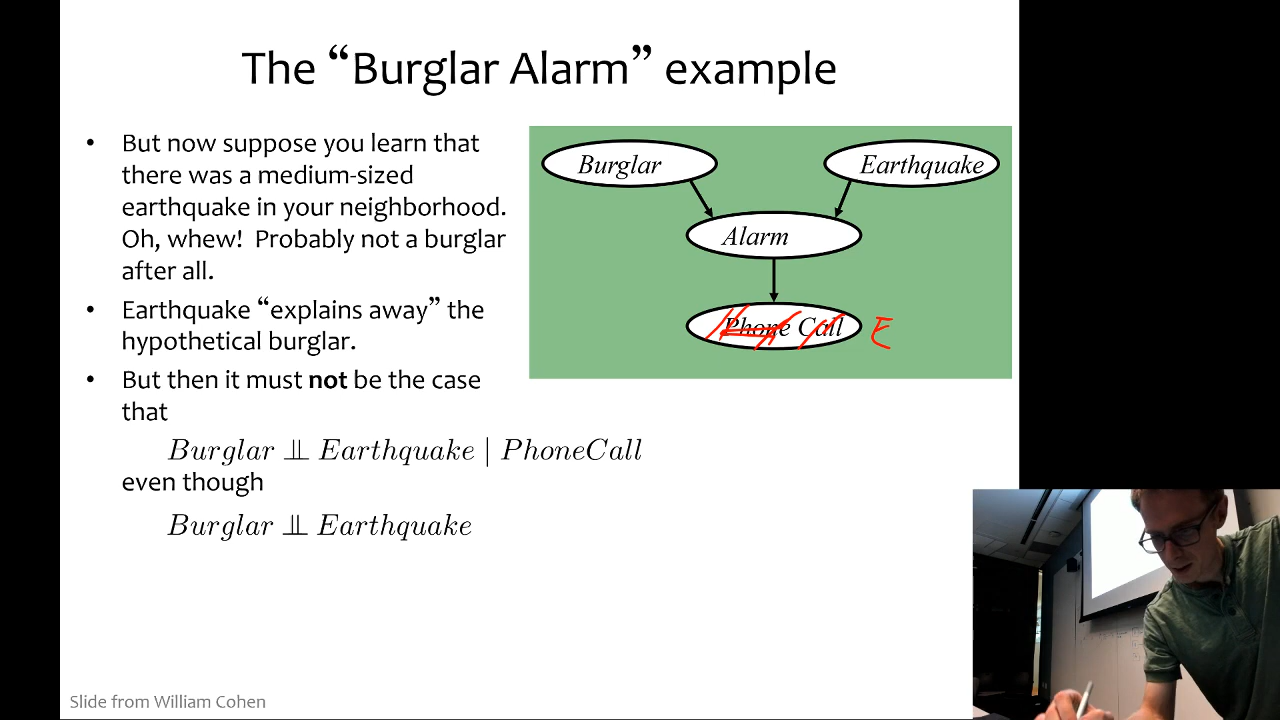 The “Burglar Alarm” example
• But now suppose you learn that
there was a medium-sized
earthquake in your neighborhood.
Oh, whew! Probably not a burglar
after all.
• Earthquake “explains away” the
hypothetical burglar.
• But then it must not be the case
that
Burglar ⫫ Earthquake | PhoneCall
even though
Burglar ⫫ Earthquake
Burglar
Earthquake
Alarm
Phone Call
E
Slide from William Cohen